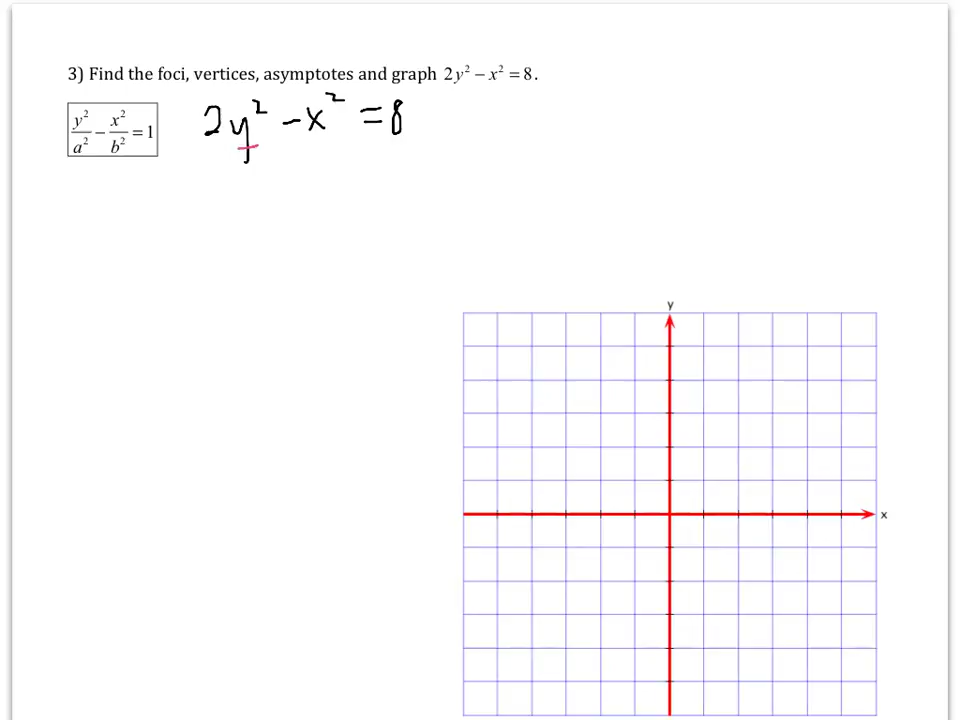 3) Find the foci, vertices, asymptotes and graph 2y² − x² = 8.
y²/a² − x²/b² = 1
2y² − x² = 8
y
x